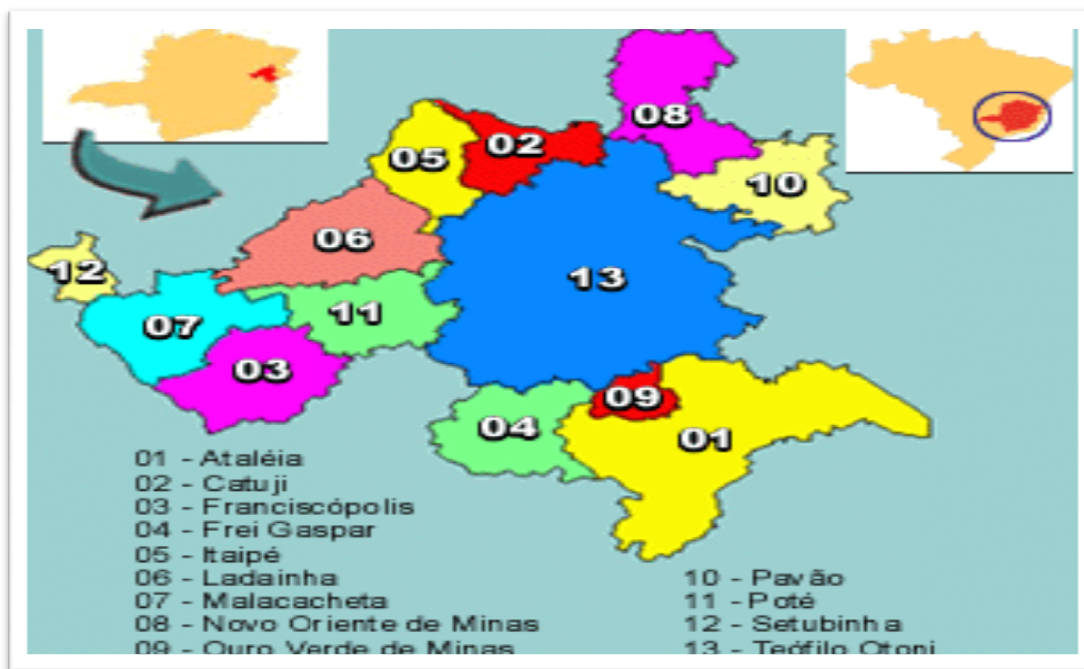 08
02
05
10
06
12
13
07
11
03
09
04
01
01 - Ataléia
02 - Catuji
03 - Franciscópolis
04 - Frei Gaspar
05 - Itaipé
06 - Ladainha
07 - Malacacheta
08 - Novo Oriente de Minas
09 - Ouro Verde de Minas
10 - Pavão
11 - Poté
12 - Setubinha
13 - Teófilo Otoni